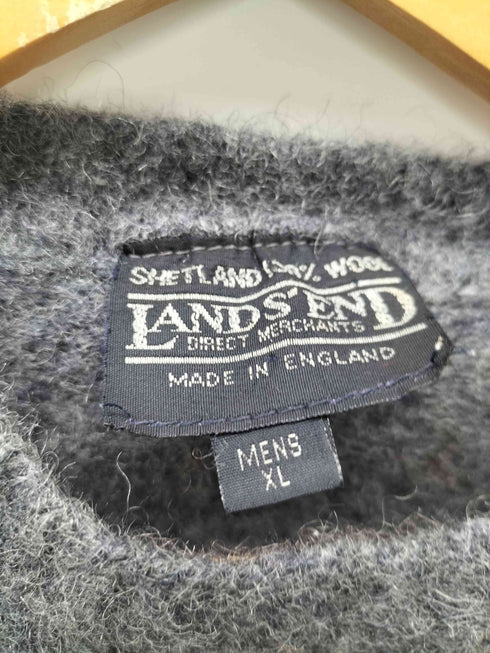 SHETLAND 100% WOOL
LANDS' END
DIRECT MERCHANTS
MADE IN ENGLAND
MENS
XL